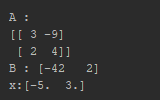 A :
[[ 3 -9]
 [ 2  4]]
B : [-42   2]
x:[-5.  3.]